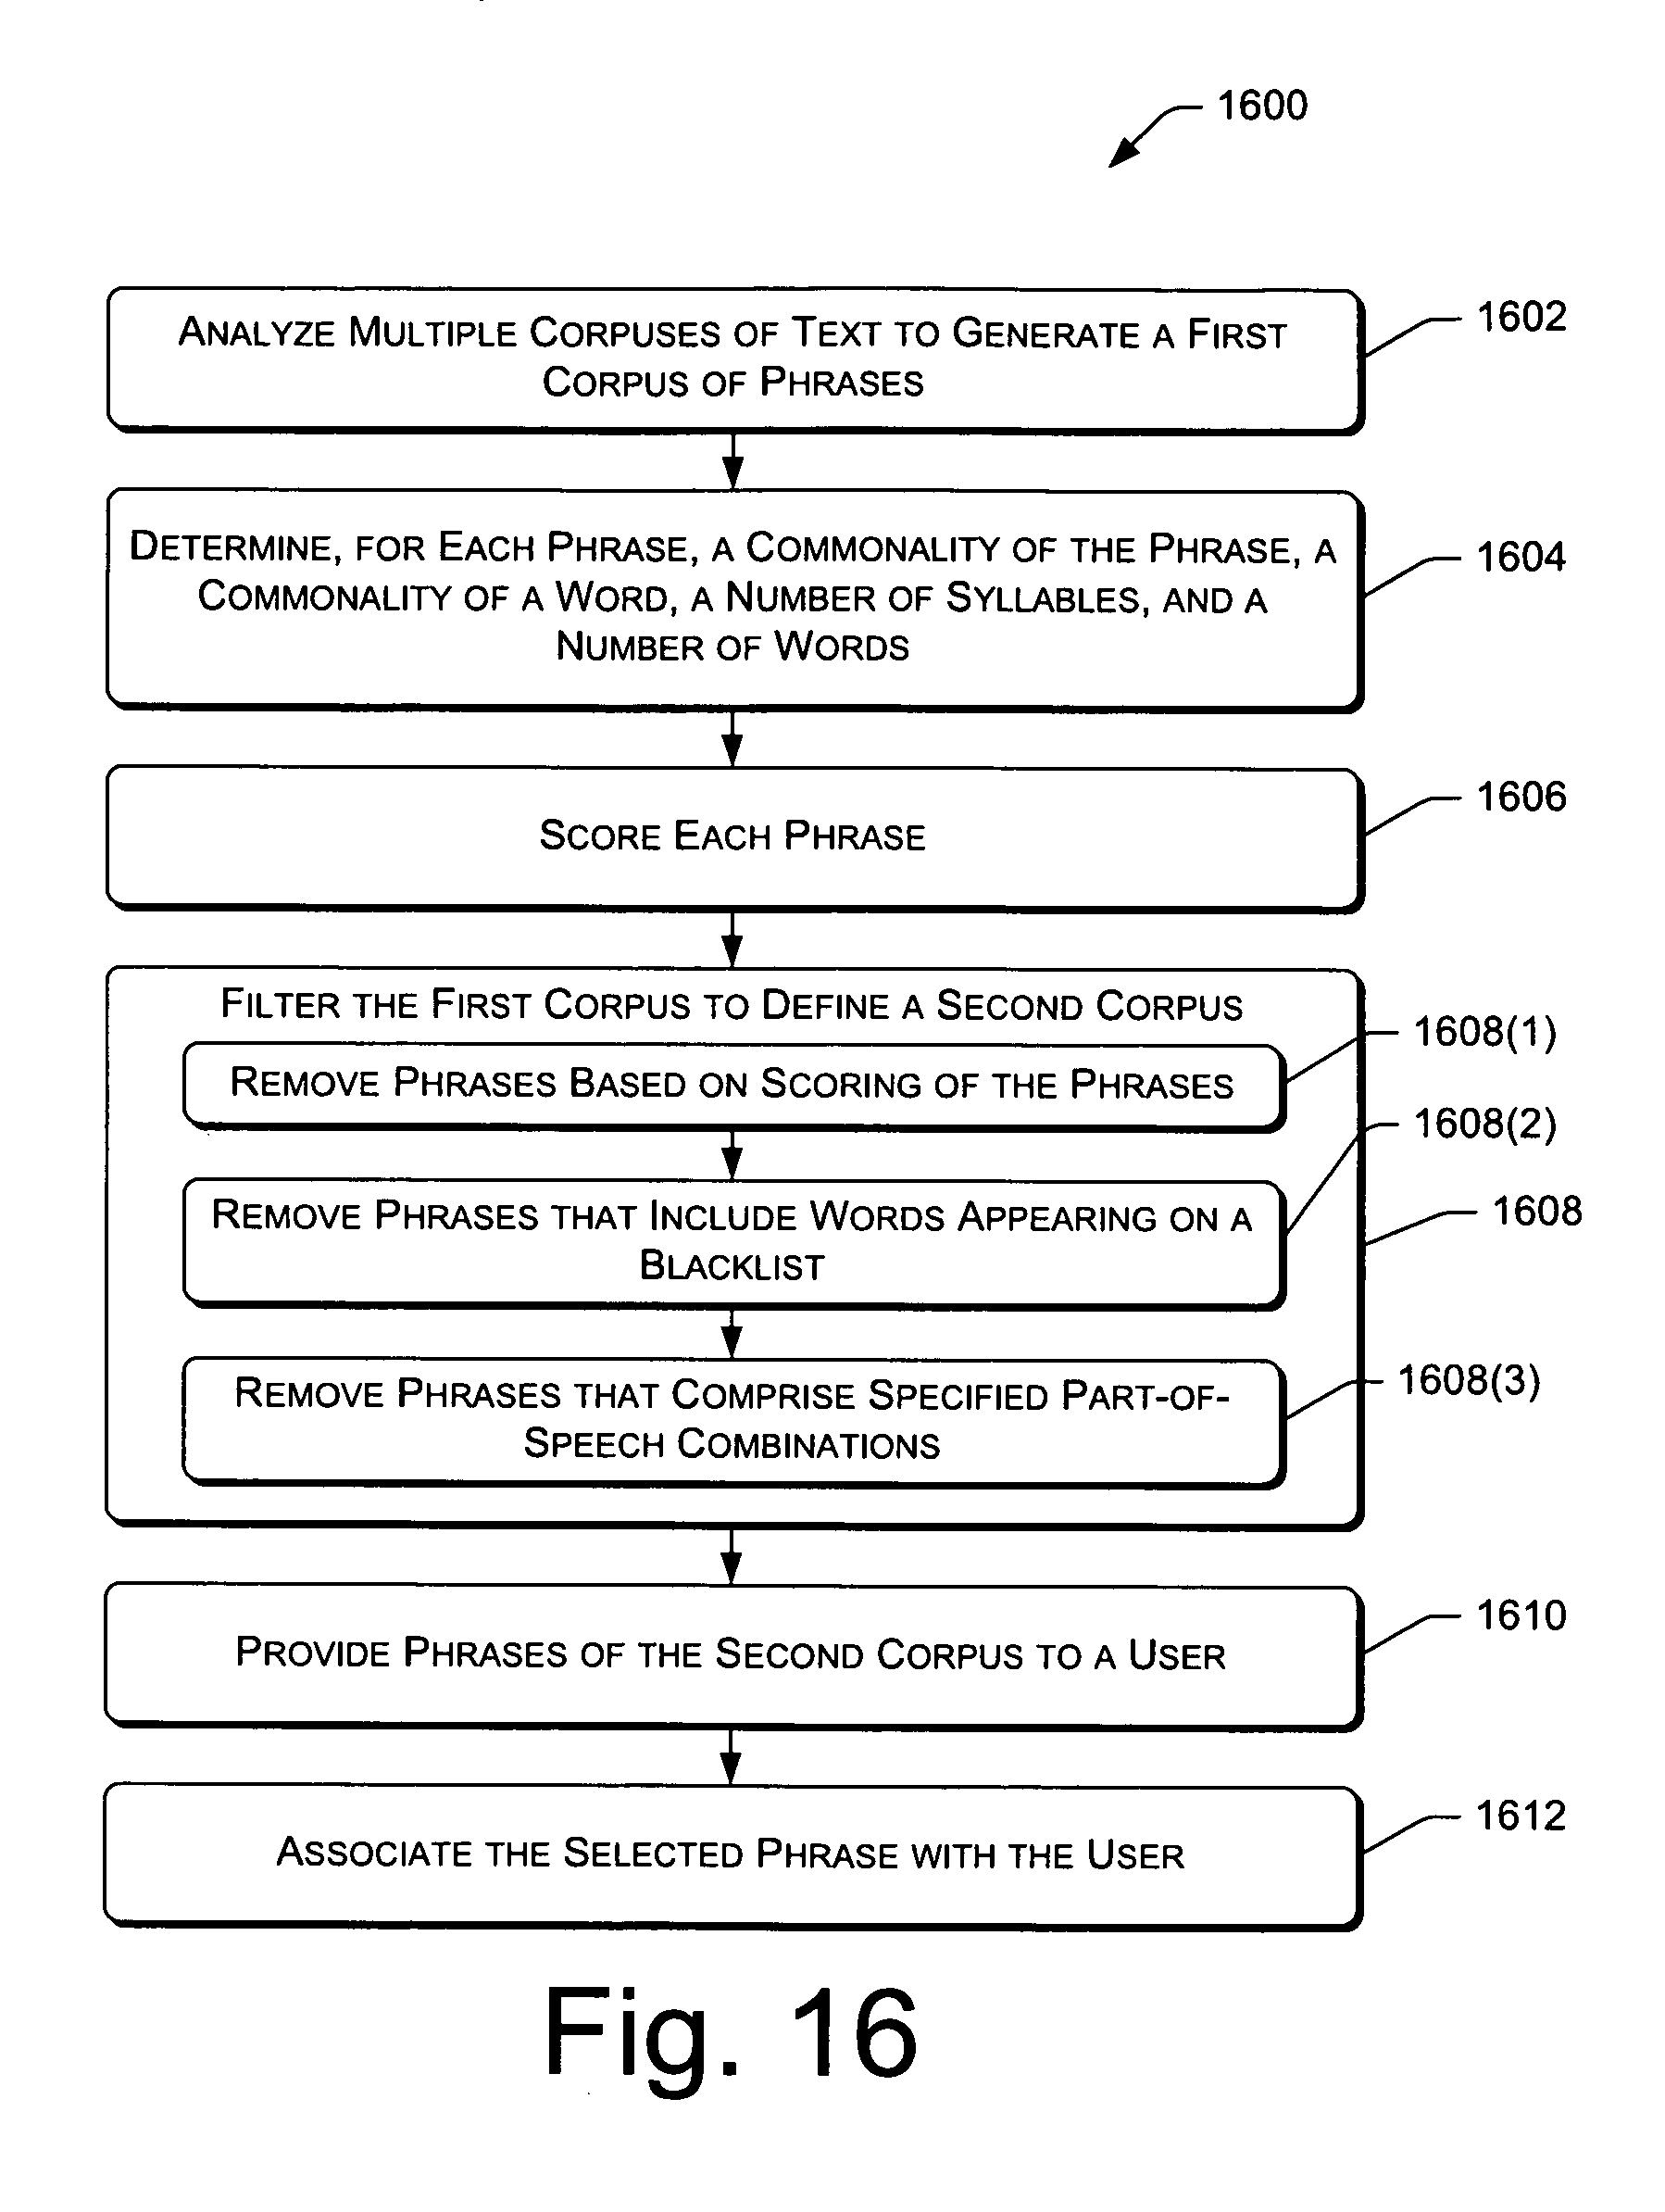 1600
ANALYZE MULTIPLE CORPUSES OF TEXT TO GENERATE A FIRST
CORPUS OF PHRASES
1602
DETERMINE, FOR EACH PHRASE, A COMMONALITY OF THE PHRASE, A
COMMONALITY OF A WORD, A NUMBER OF SYLLABLES, AND A
NUMBER OF WORDS
1604
SCORE EACH PHRASE
1606
FILTER THE FIRST CORPUS TO DEFINE A SECOND CORPUS
REMOVE PHRASES BASED ON SCORING OF THE PHRASES
1608(1)
REMOVE PHRASES THAT INCLUDE WORDS APPEARING ON A
BLACKLIST
1608(2)
1608
REMOVE PHRASES THAT COMPRISE SPECIFIED PART-OF-
SPEECH COMBINATIONS
1608(3)
PROVIDE PHRASES OF THE SECOND CORPUS TO A USER
1610
ASSOCIATE THE SELECTED PHRASE WITH THE USER
1612
Fig. 16